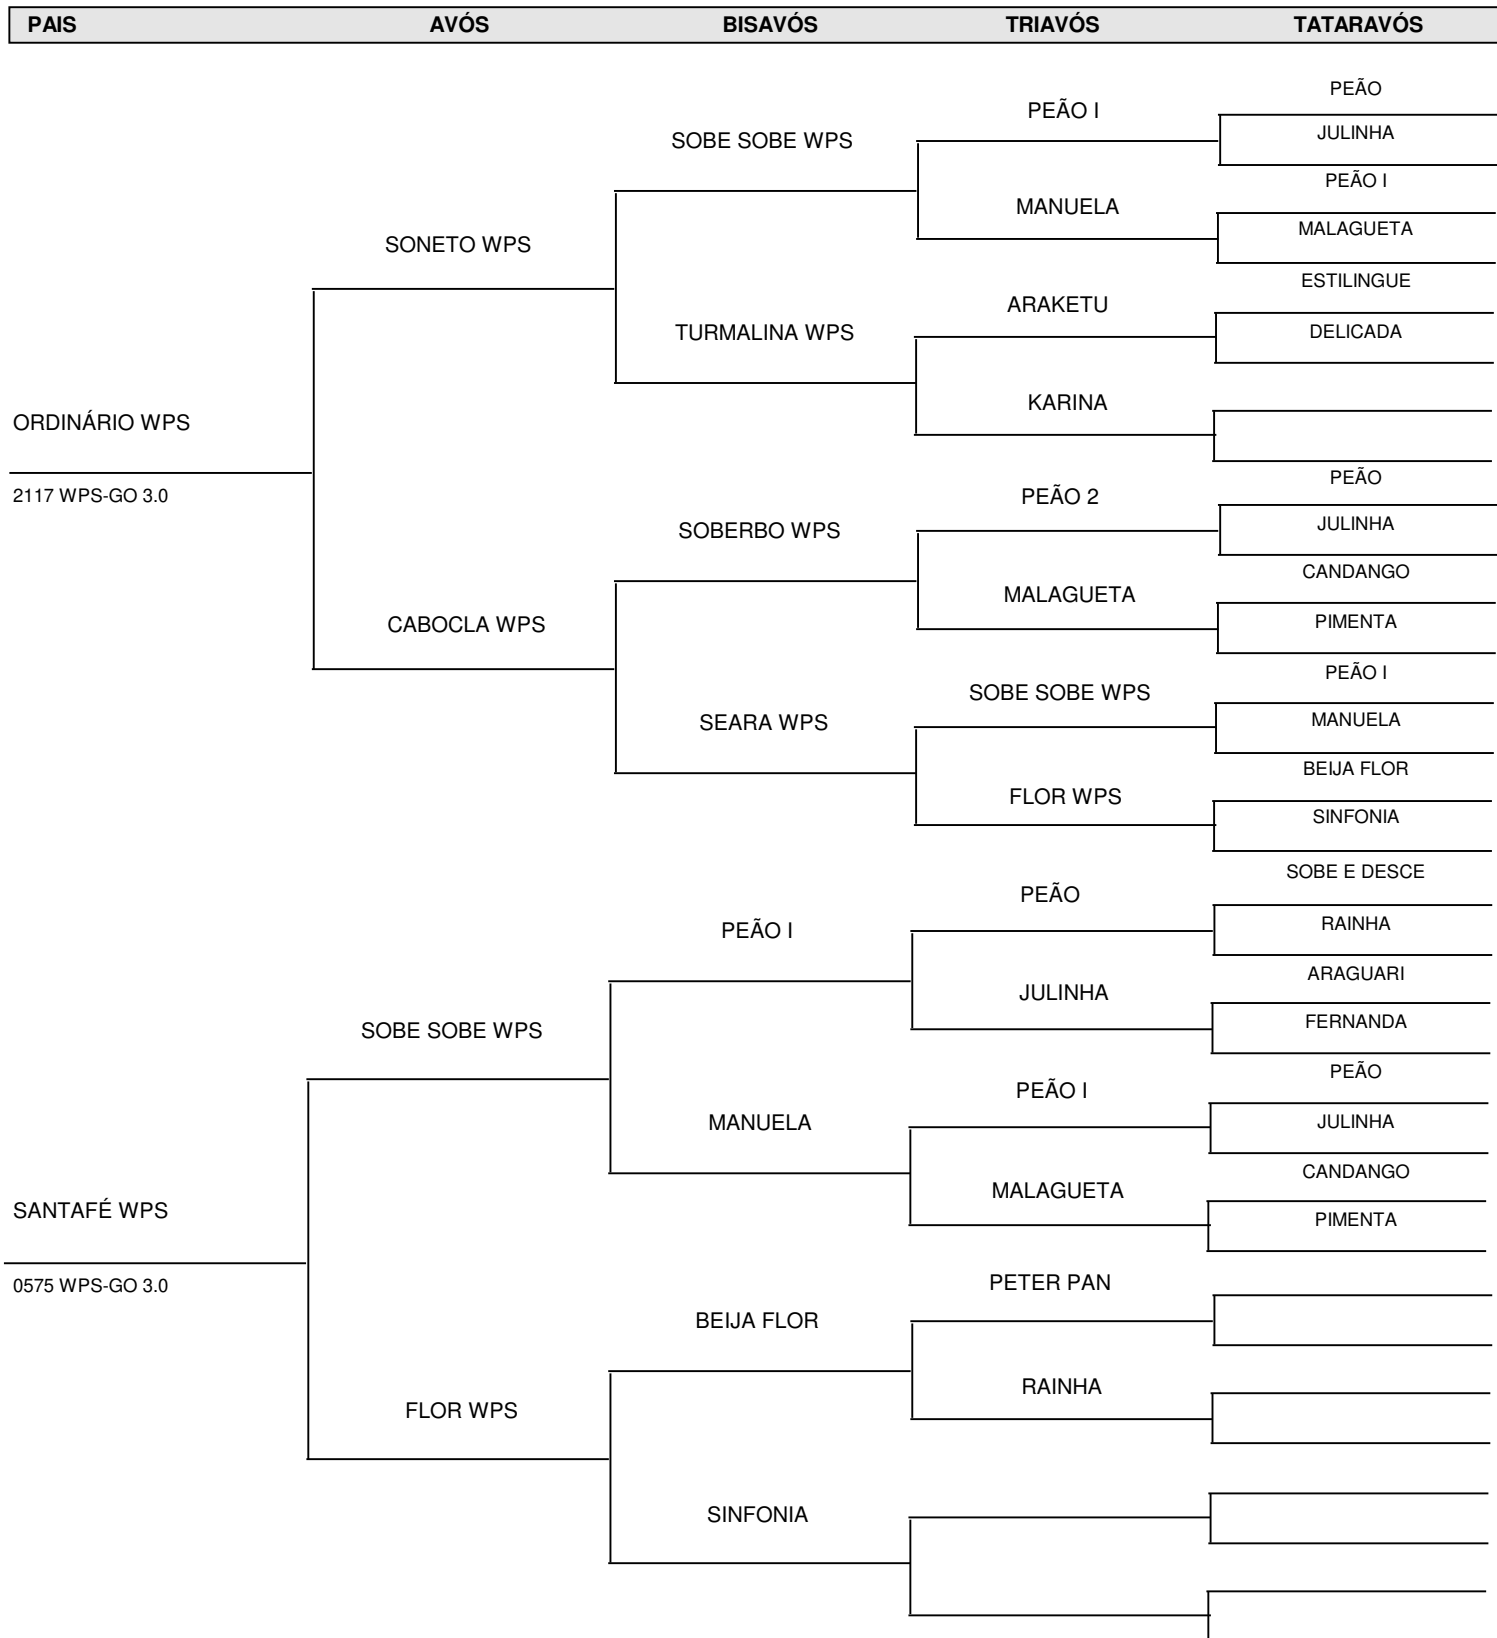 PAIS AVÓS BISAVÓS TRIAVÓS TATARAVÓS
PEÃO
PEÃO I
JULINHA
SOBE SOBE WPS
PEÃO I
MANUELA
MALAGUETA
SONETO WPS
ESTILINGUE
ARAKETU
TURMALINA WPS
DELICADA
KARINA
ORDINÁRIO WPS
PEÃO
2117 WPS-GO 3.0
PEÃO 2
JULINHA
SOBERBO WPS
CANDANGO
MALAGUETA
PIMENTA
CABOCLA WPS
PEÃO I
SOBE SOBE WPS
MANUELA
SEARA WPS
BEIJA FLOR
FLOR WPS
SINFONIA
SOBE E DESCE
PEÃO
RAINHA
PEÃO I
ARAGUARI
JULINHA
FERNANDA
SOBE SOBE WPS
PEÃO
PEÃO I
JULINHA
MANUELA
CANDANGO
MALAGUETA
SANTAFÉ WPS
PIMENTA
0575 WPS-GO 3.0
PETER PAN
BEIJA FLOR
RAINHA
FLOR WPS
SINFONIA